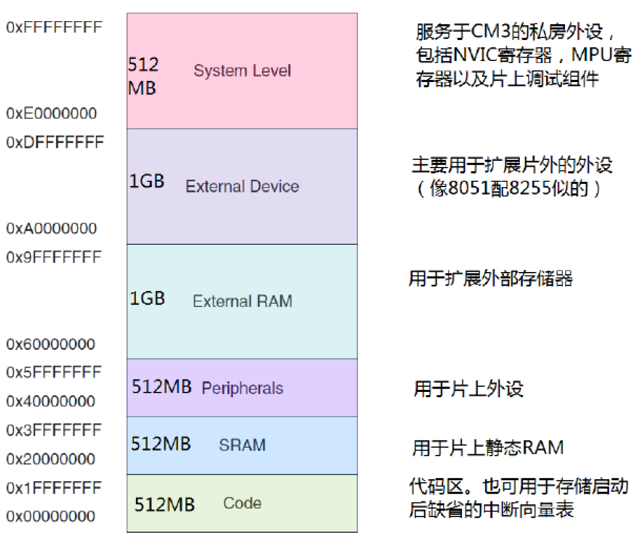 0xFFFFFFFF
512
MB
System Level
服务于CM3的私房外设，
包括NVIC寄存器，MPU寄
存器以及片上调试组件
0xE0000000
0xDFFFFFFF
1GB
External Device
主要用于扩展片外的外设
（像8051配8255似的）
0xA0000000
0x9FFFFFFF
1GB
External RAM
用于扩展外部存储器
0x60000000
0x5FFFFFFF
512MB
Peripherals
用于片上外设
0x40000000
0x3FFFFFFF
512MB
SRAM
用于片上静态RAM
0x20000000
0x1FFFFFFF
512MB
Code
代码区。也可用于存储启动
后缺省的中断向量表
0x00000000